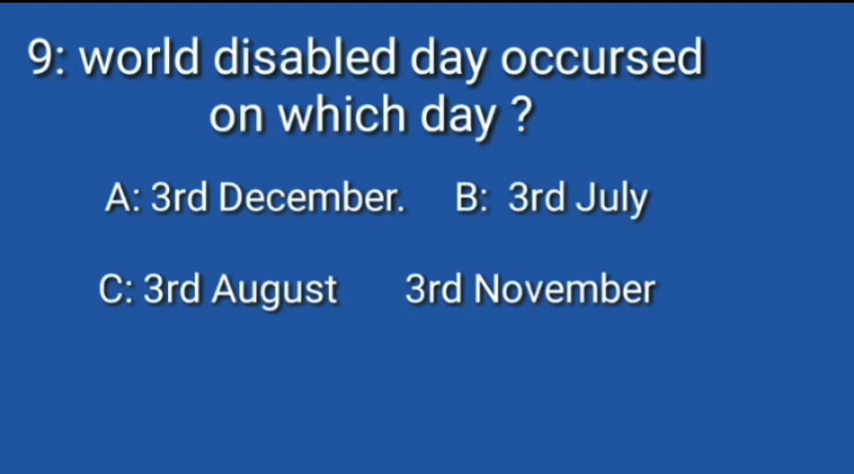 9: world disabled day occursed
on which day ?
A: 3rd December. B: 3rd July
C: 3rd August 3rd November